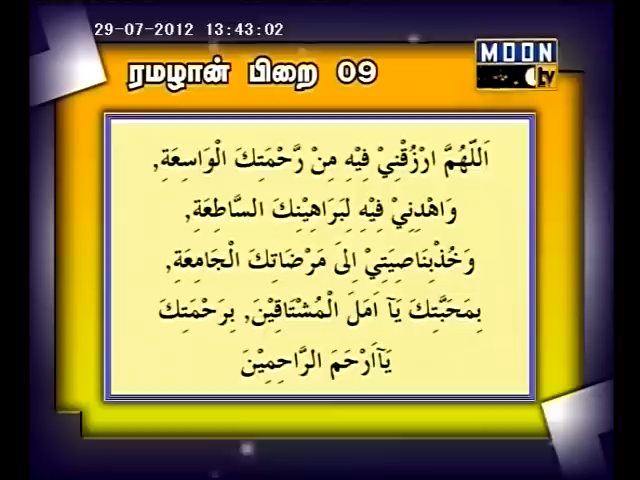 29-07-2012 13:43:02
MOON
tv
ரமழான் பிறை 09
اَللّٰهُمَّ ارْزُقْنِيْ فِيْهِ مِنْ رَّحْمَتِكَ الْوَاسِعَةِ,
وَاهْدِنِيْ فِيْهِ لِبَرَاهِيْنِكَ السَّاطِعَةِ,
وَخُذْبِنَاصِيَتِيْ اِلىَ مَرْضَاتِكَ الْجَامِعَةِ,
بِمَحَبَّتِكَ يَآ اَمَلَ الْمُشْتَاقِيْنَ, بِرَحْمَتِكَ
يَآاَرْحَمَ الرَّاحِمِيْنَ